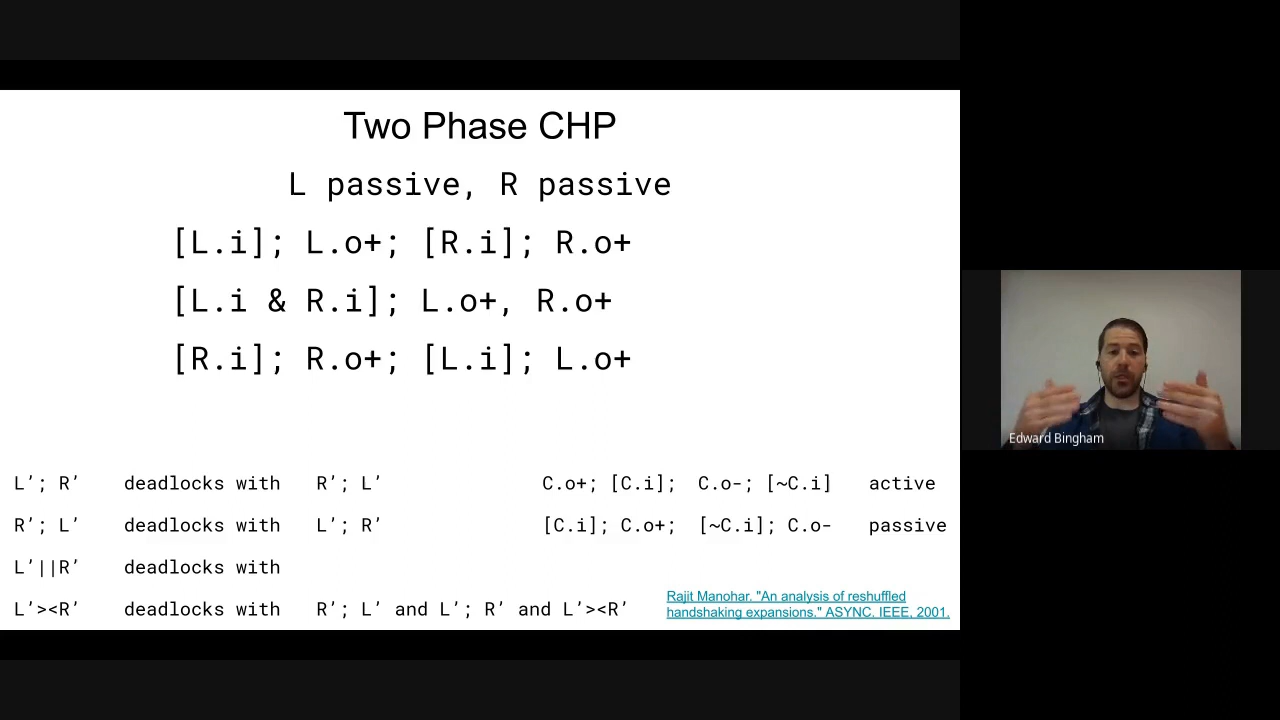 Two Phase CHP
L passive, R passive
[L.i]; L.o+; [R.i]; R.o+
[L.i & R.i]; L.o+, R.o+
[R.i]; R.o+; [L.i]; L.o+
L’; R’ deadlocks with R’; L’ C.o+; [C.i]; C.o-; [~C.i] active
R’; L’ deadlocks with L’; R’ [C.i]; C.o+; [~C.i]; C.o- passive
L’||R’ deadlocks with
L’><R’ deadlocks with R’; L’ and L’; R’ and L’><R’
Rajit Manohar. "An analysis of reshuffled
handshaking expansions." ASYNC. IEEE, 2001.
Edward Bingham